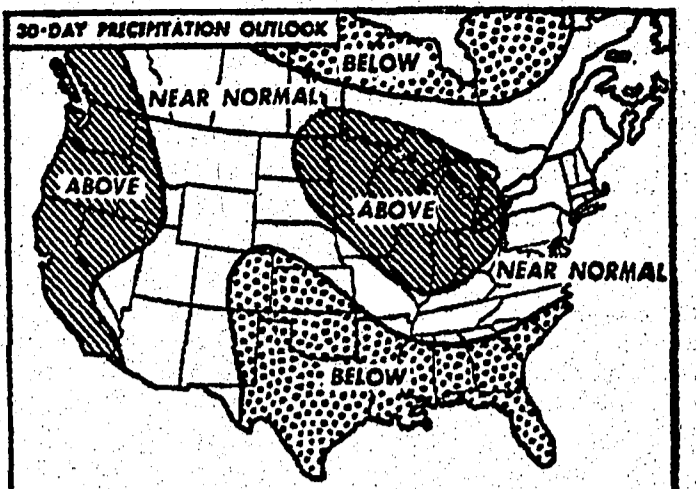 30-DAY PRECIPITATION OUTLOOK
BELOW
NEAR NORMAL
ABOVE
ABOVE
NEAR NORMAL
BELOW